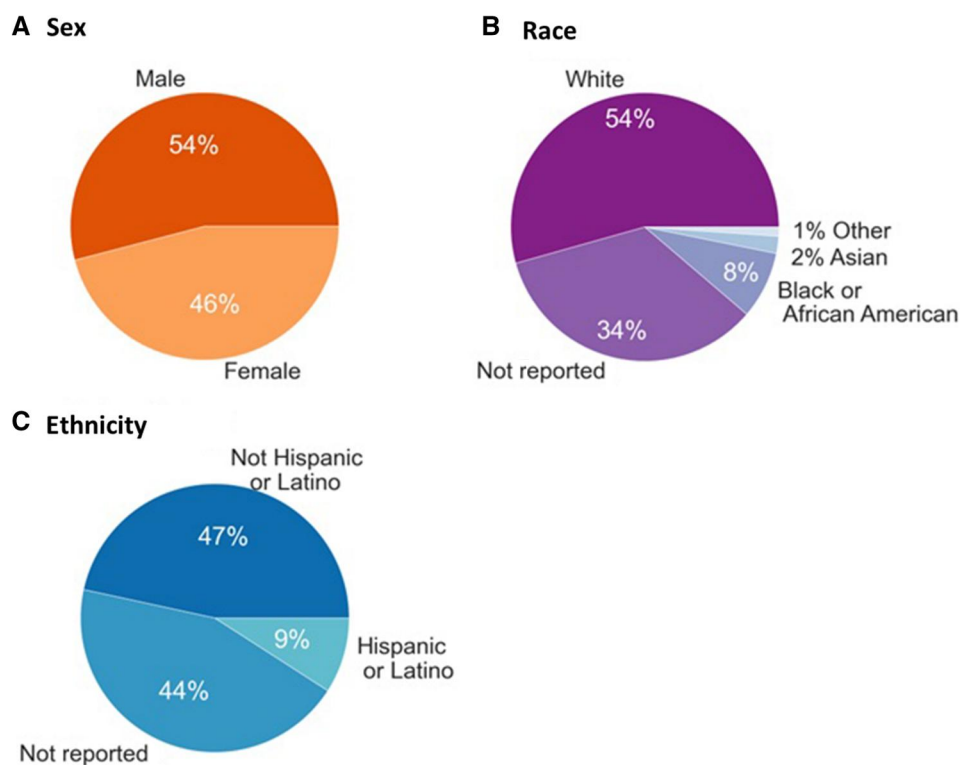 A Sex
Male
54%
46%
Female
B Race
White
54%
1% Other
2% Asian
8%
Black or
African American
34%
Not reported
C Ethnicity
Not Hispanic
or Latino
47%
9%
Hispanic
or Latino
44%
Not reported